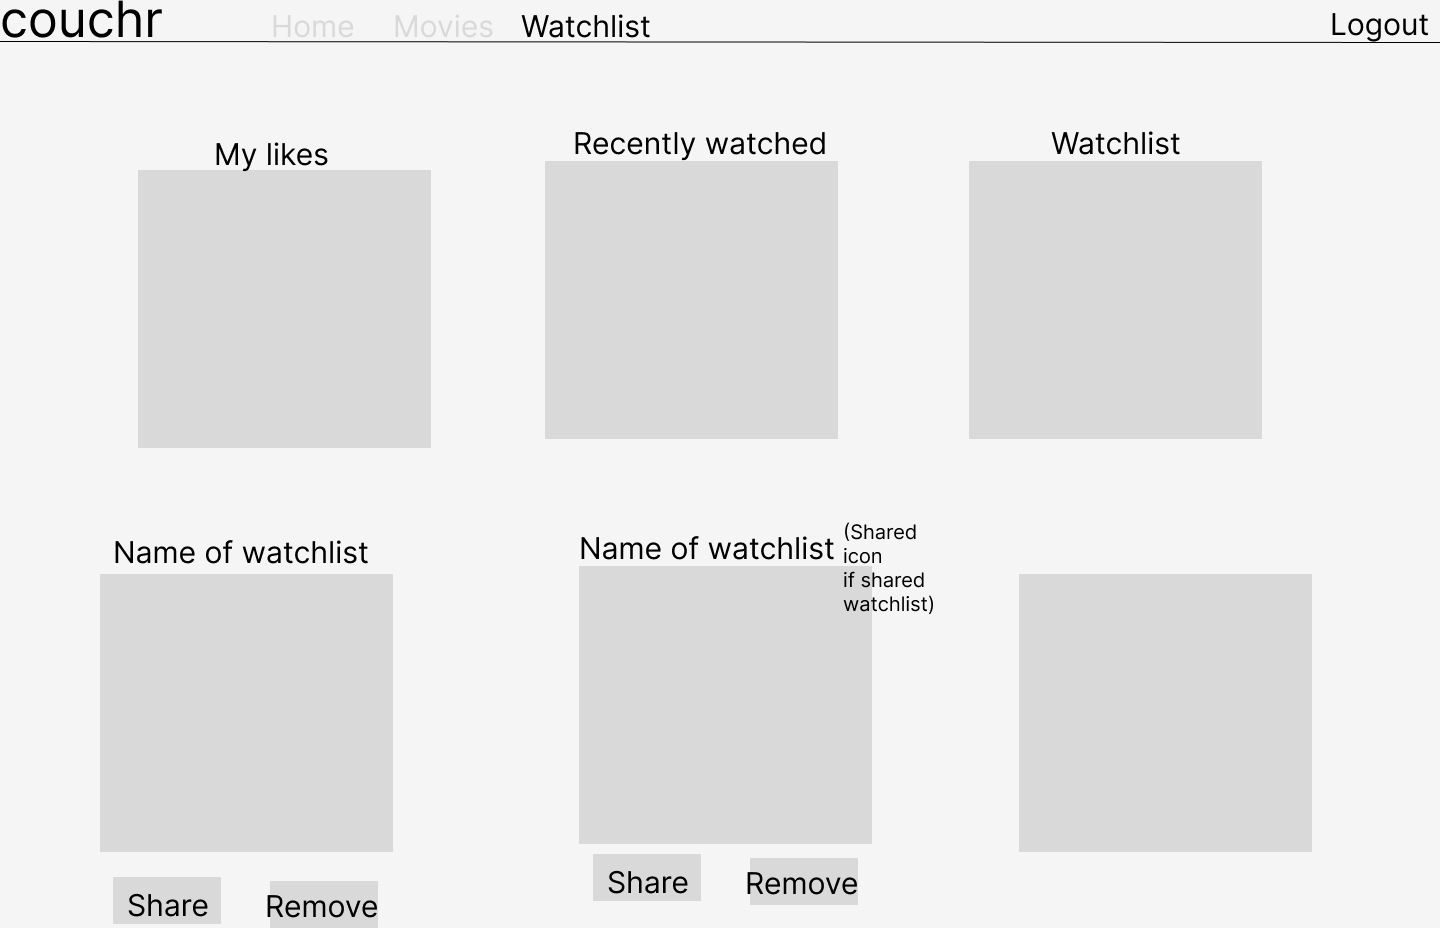 couchr
Home Movies Watchlist
Logout
My likes
Recently watched
Watchlist
Name of watchlist
Name of watchlist
(Shared
icon
if shared
watchlist)
Share
Remove
Share
Remove